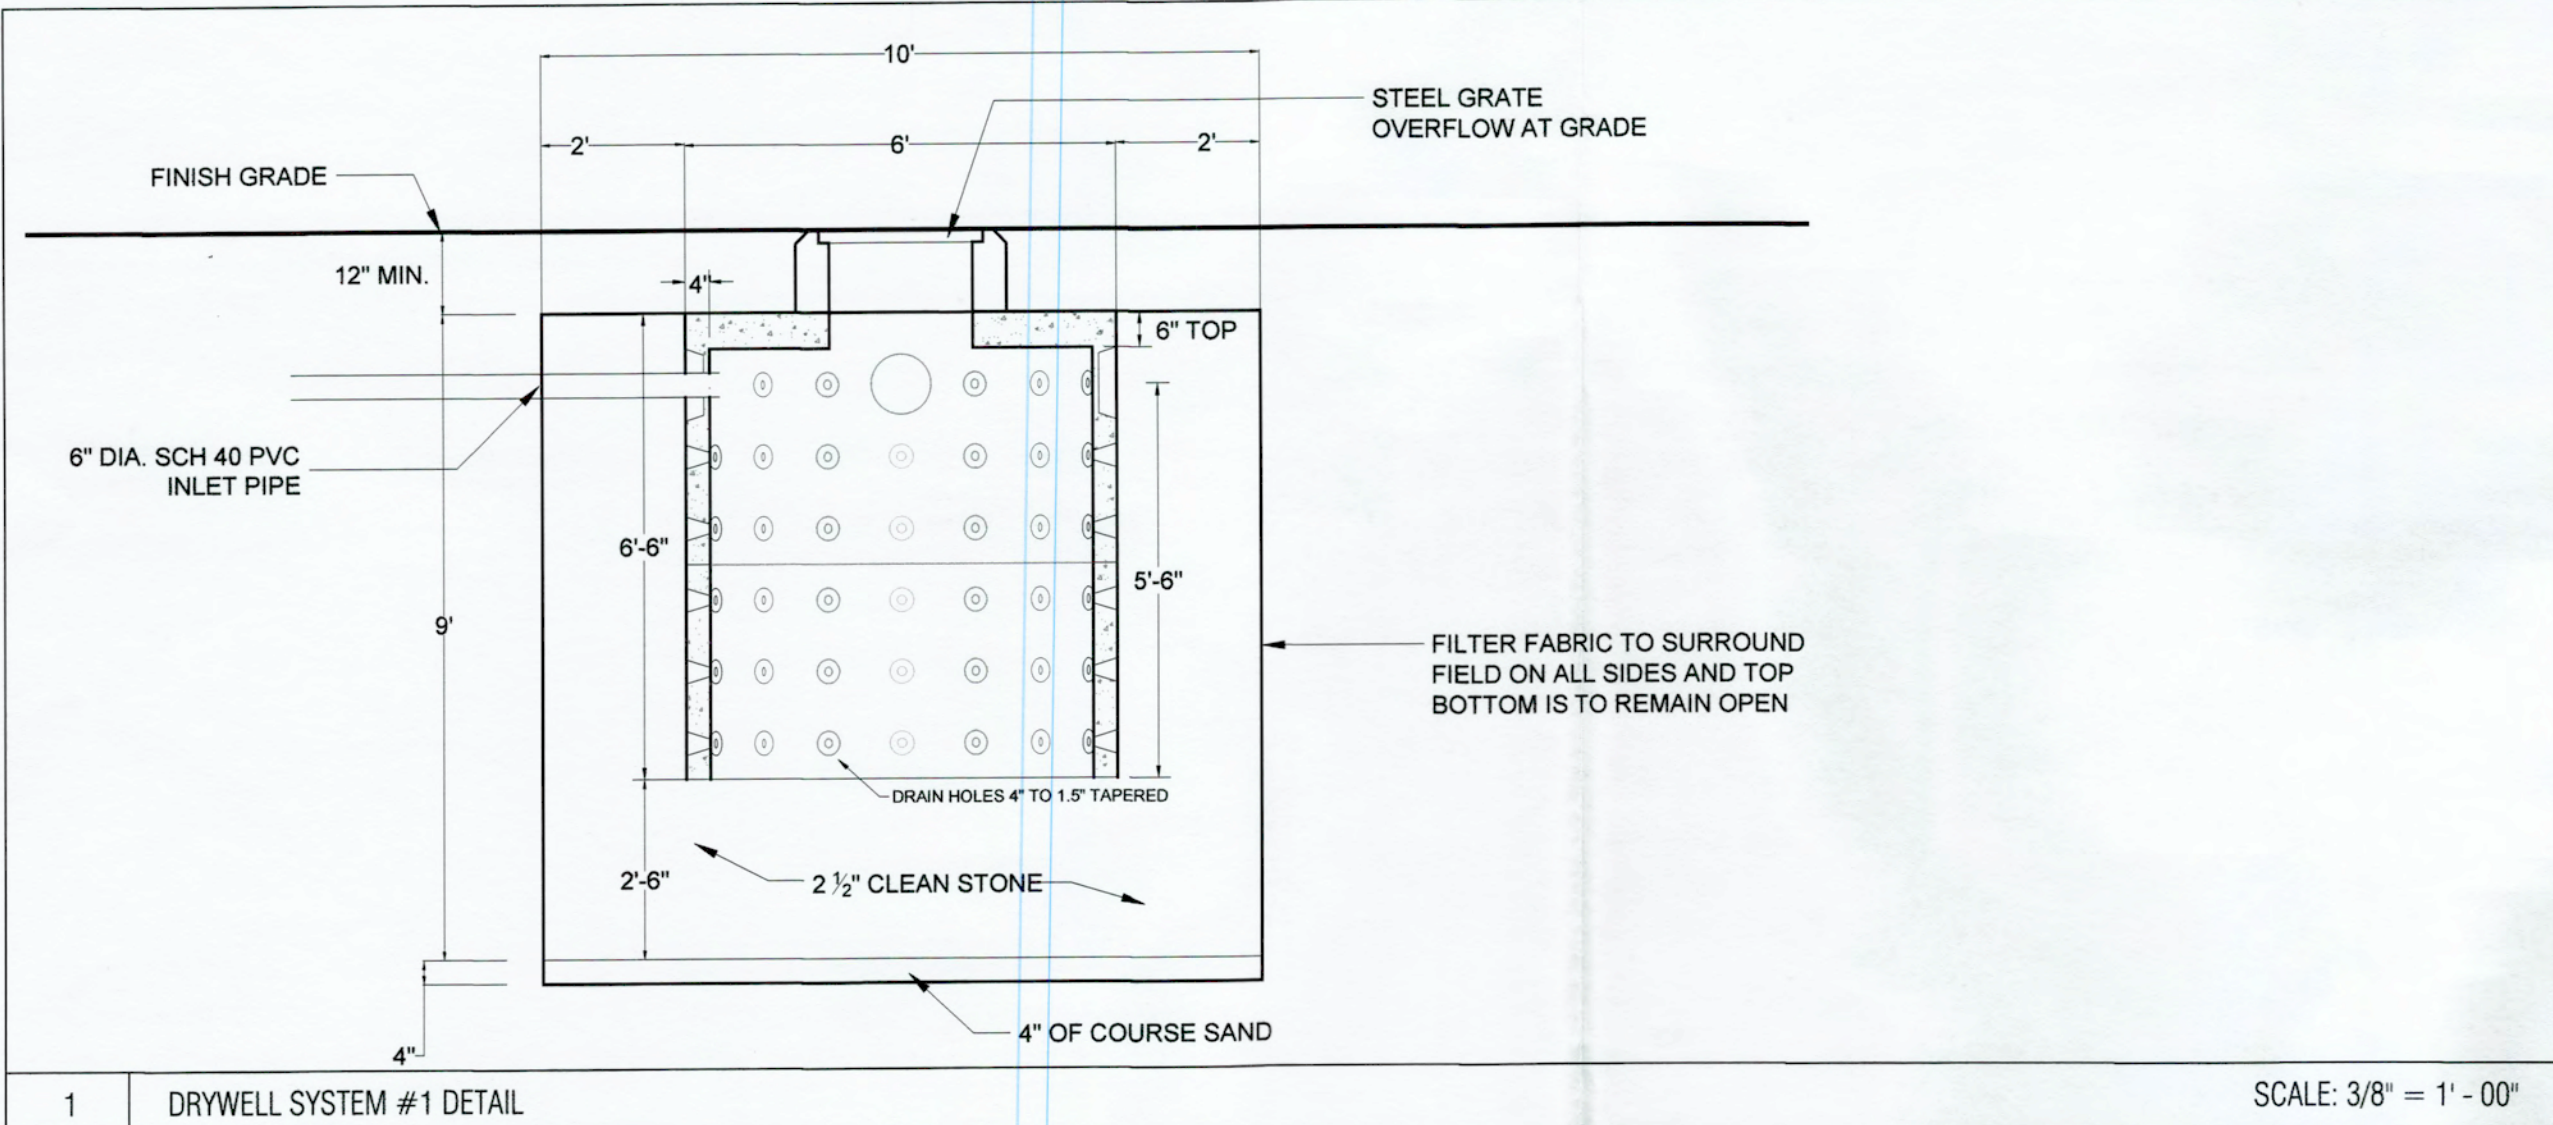 10'
STEEL GRATE
OVERFLOW AT GRADE
2'
6'
2'
FINISH GRADE
12" MIN.
4"
6" TOP
6" DIA. SCH 40 PVC
INLET PIPE
6'-6"
5'-6"
9'
FILTER FABRIC TO SURROUND
FIELD ON ALL SIDES AND TOP
BOTTOM IS TO REMAIN OPEN
DRAIN HOLES 4" TO 1.5" TAPERED
2'-6"
2 ½" CLEAN STONE
4" OF COURSE SAND
4"
1
DRYWELL SYSTEM #1 DETAIL
SCALE: 3/8" = 1' - 00"